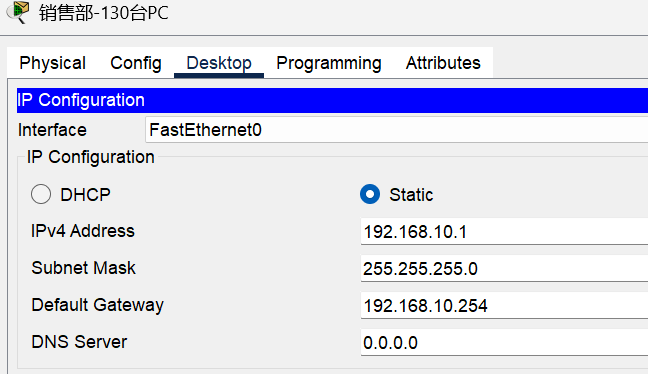 销售部-130台PC
Physical Config Desktop Programming Attributes
IP Configuration
Interface FastEthernet0
IP Configuration
DHCP Static
IPv4 Address 192.168.10.1
Subnet Mask 255.255.255.0
Default Gateway 192.168.10.254
DNS Server 0.0.0.0